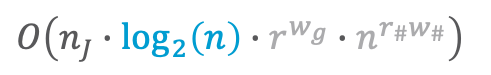 O(n_J · log₂(n) · r^{w_g} · n^{r_# w_#})